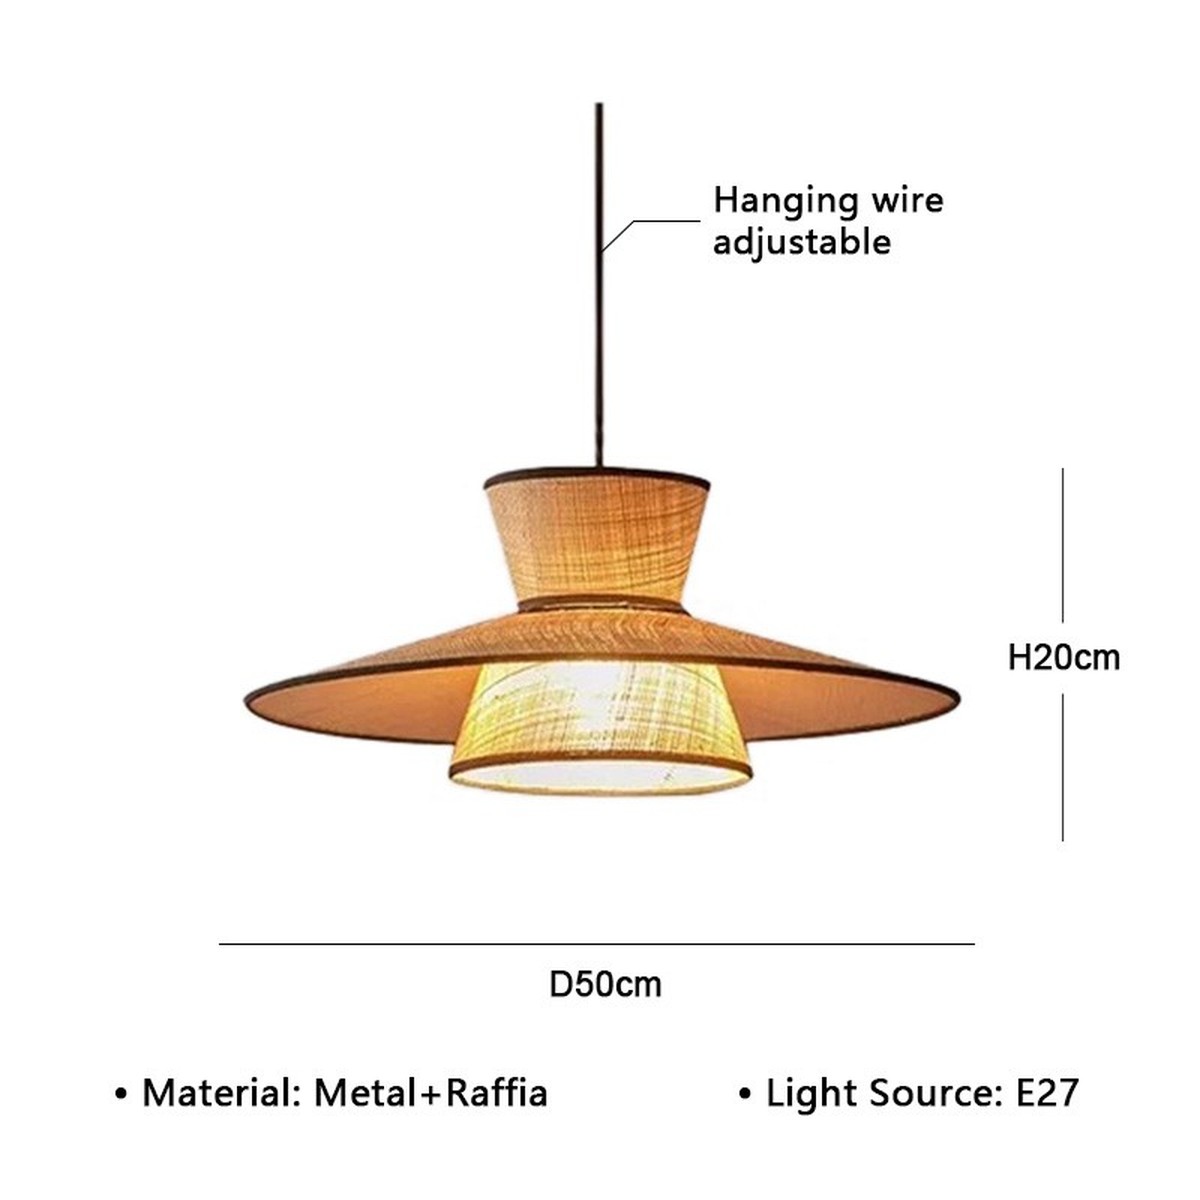 Hanging wire
adjustable
H20cm
D50cm
• Material: Metal+Raffia
• Light Source: E27